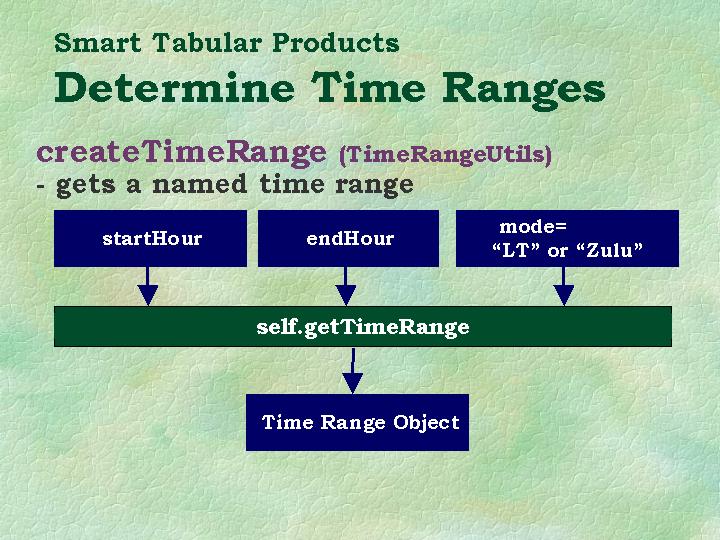 Smart Tabular Products
Determine Time Ranges
createTimeRange (TimeRangeUtils)
- gets a named time range
startHour
endHour
mode=
“LT” or “Zulu”
self.getTimeRange
Time Range Object